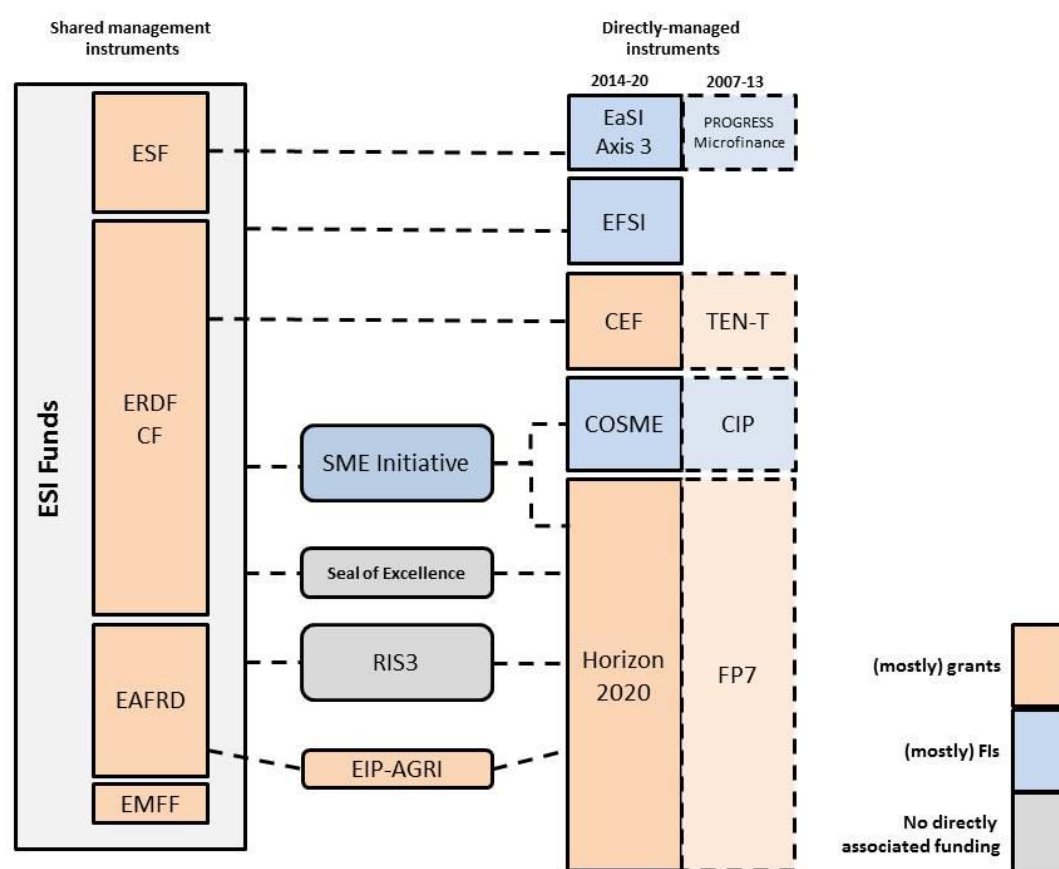 Shared management
instruments
Directly-managed
instruments
2014-20
2007-13
ESI Funds
ESF
EaSI
Axis 3
PROGRESS
Microfinance
EFSI
CEF
TEN-T
ERDF
CF
SME Initiative
COSME
CIP
Seal of Excellence
RIS3
Horizon
2020
FP7
EAFRD
EIP-AGRI
EMFF
(mostly) grants
(mostly) FIs
No directly
associated funding